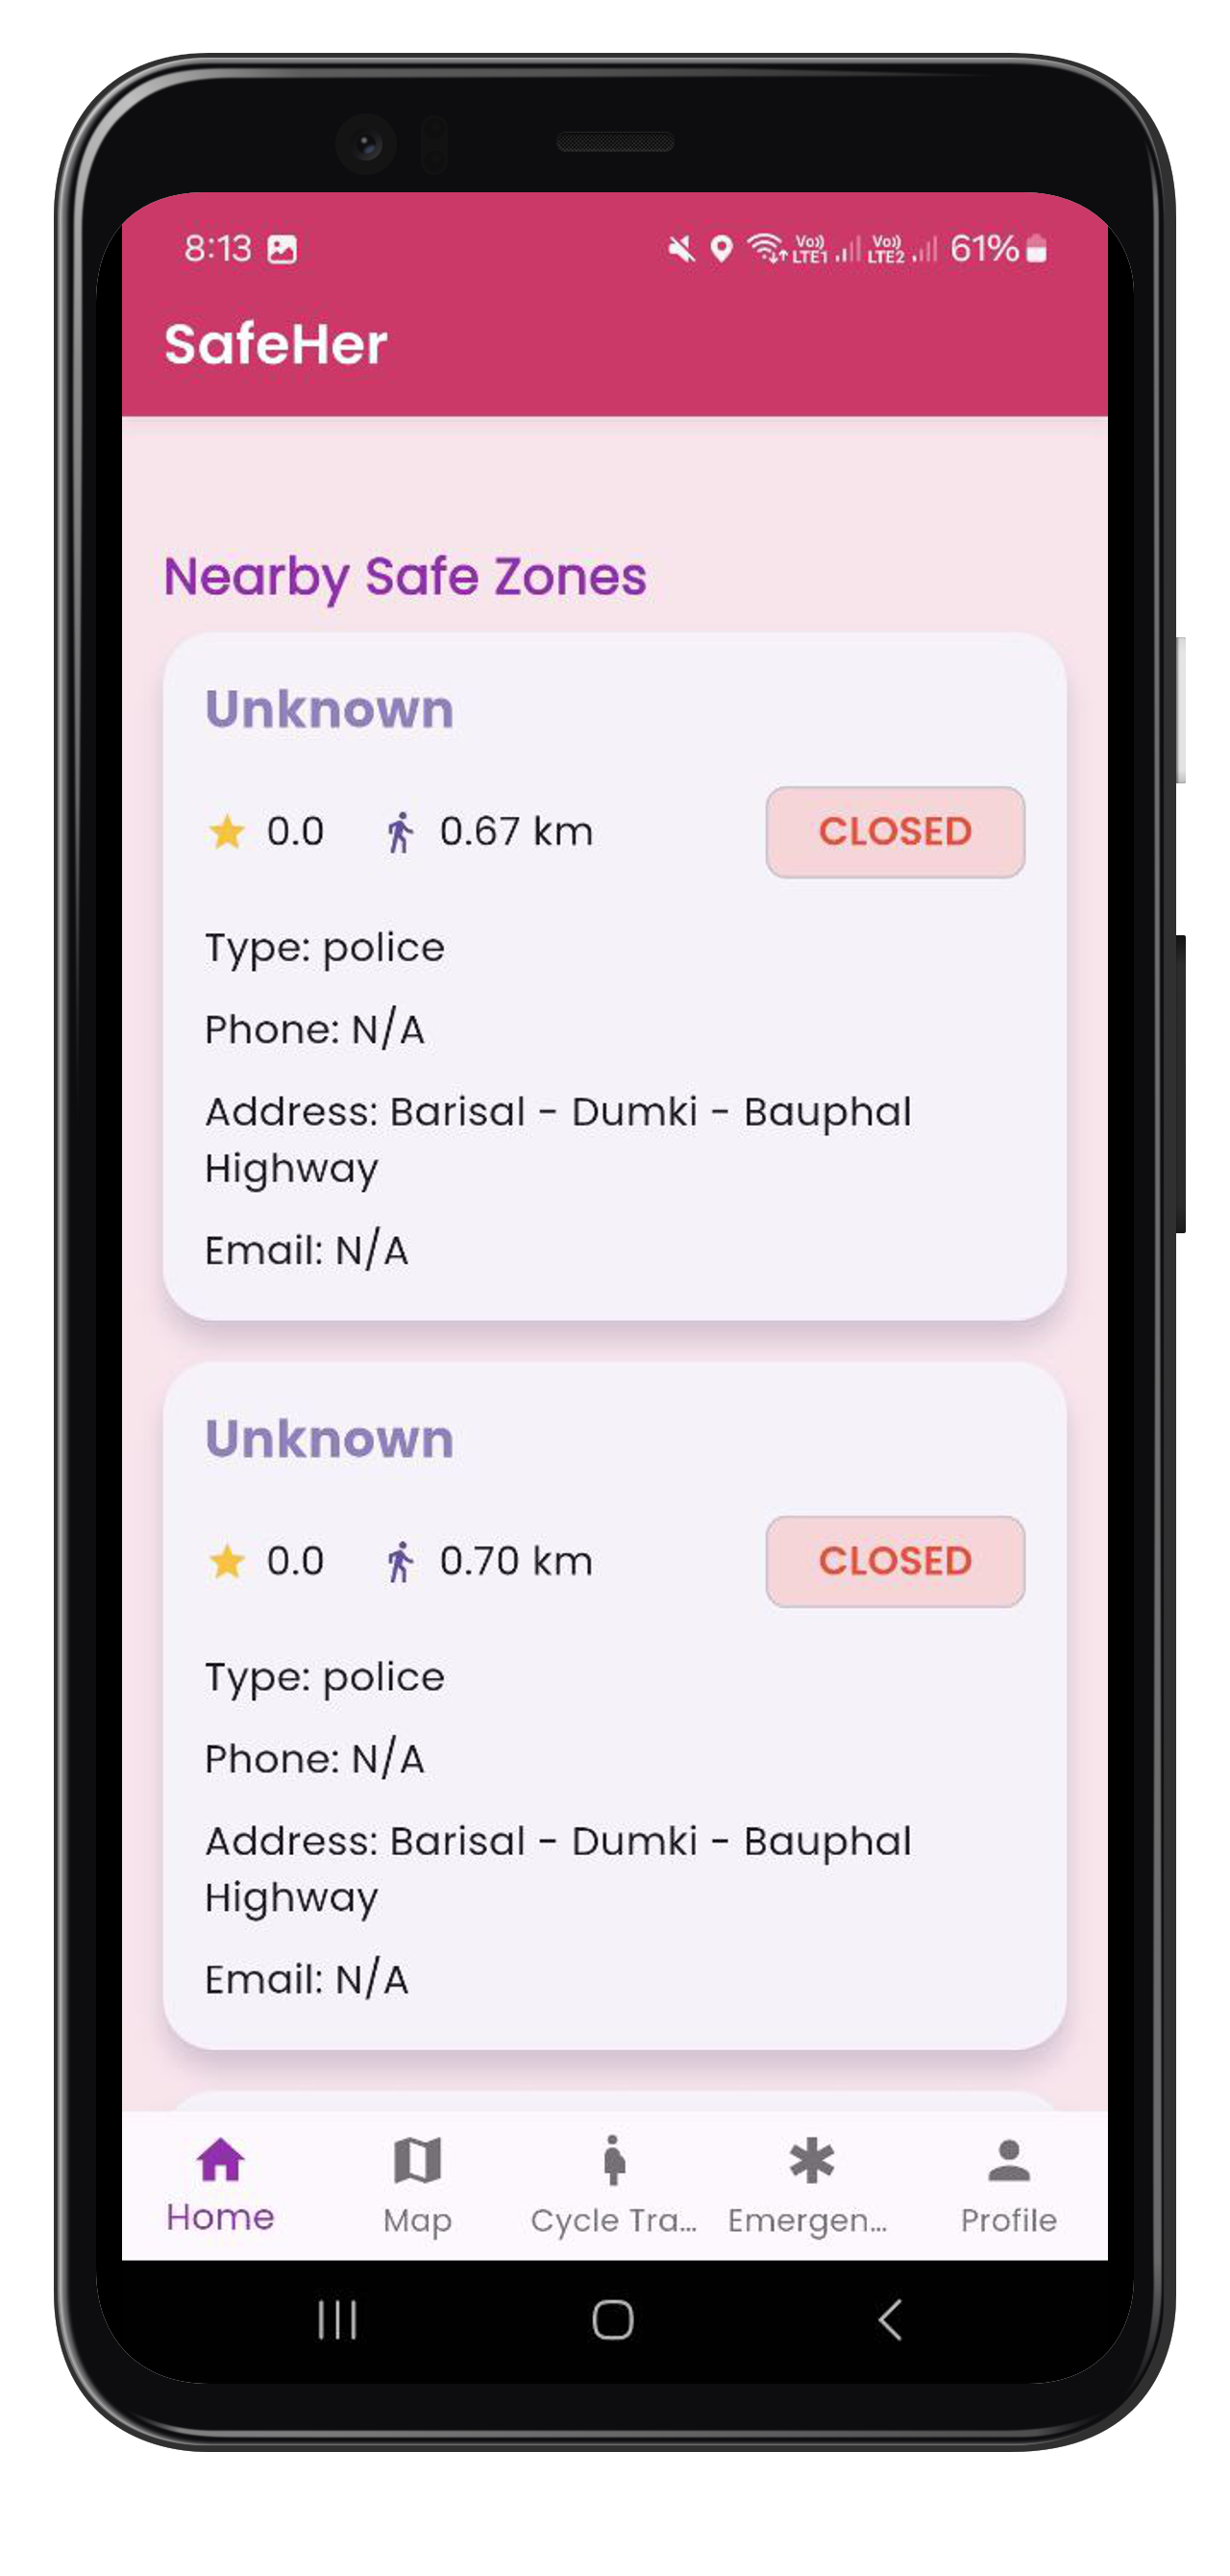 8:13 Vo)) LTE1 Vo)) LTE2 61%
SafeHer
Nearby Safe Zones
Unknown
0.0 0.67 km CLOSED
Type: police
Phone: N/A
Address: Barisal - Dumki - Bauphal
Highway
Email: N/A
Unknown
0.0 0.70 km CLOSED
Type: police
Phone: N/A
Address: Barisal - Dumki - Bauphal
Highway
Email: N/A
Home Map Cycle Tra... Emergen... Profile